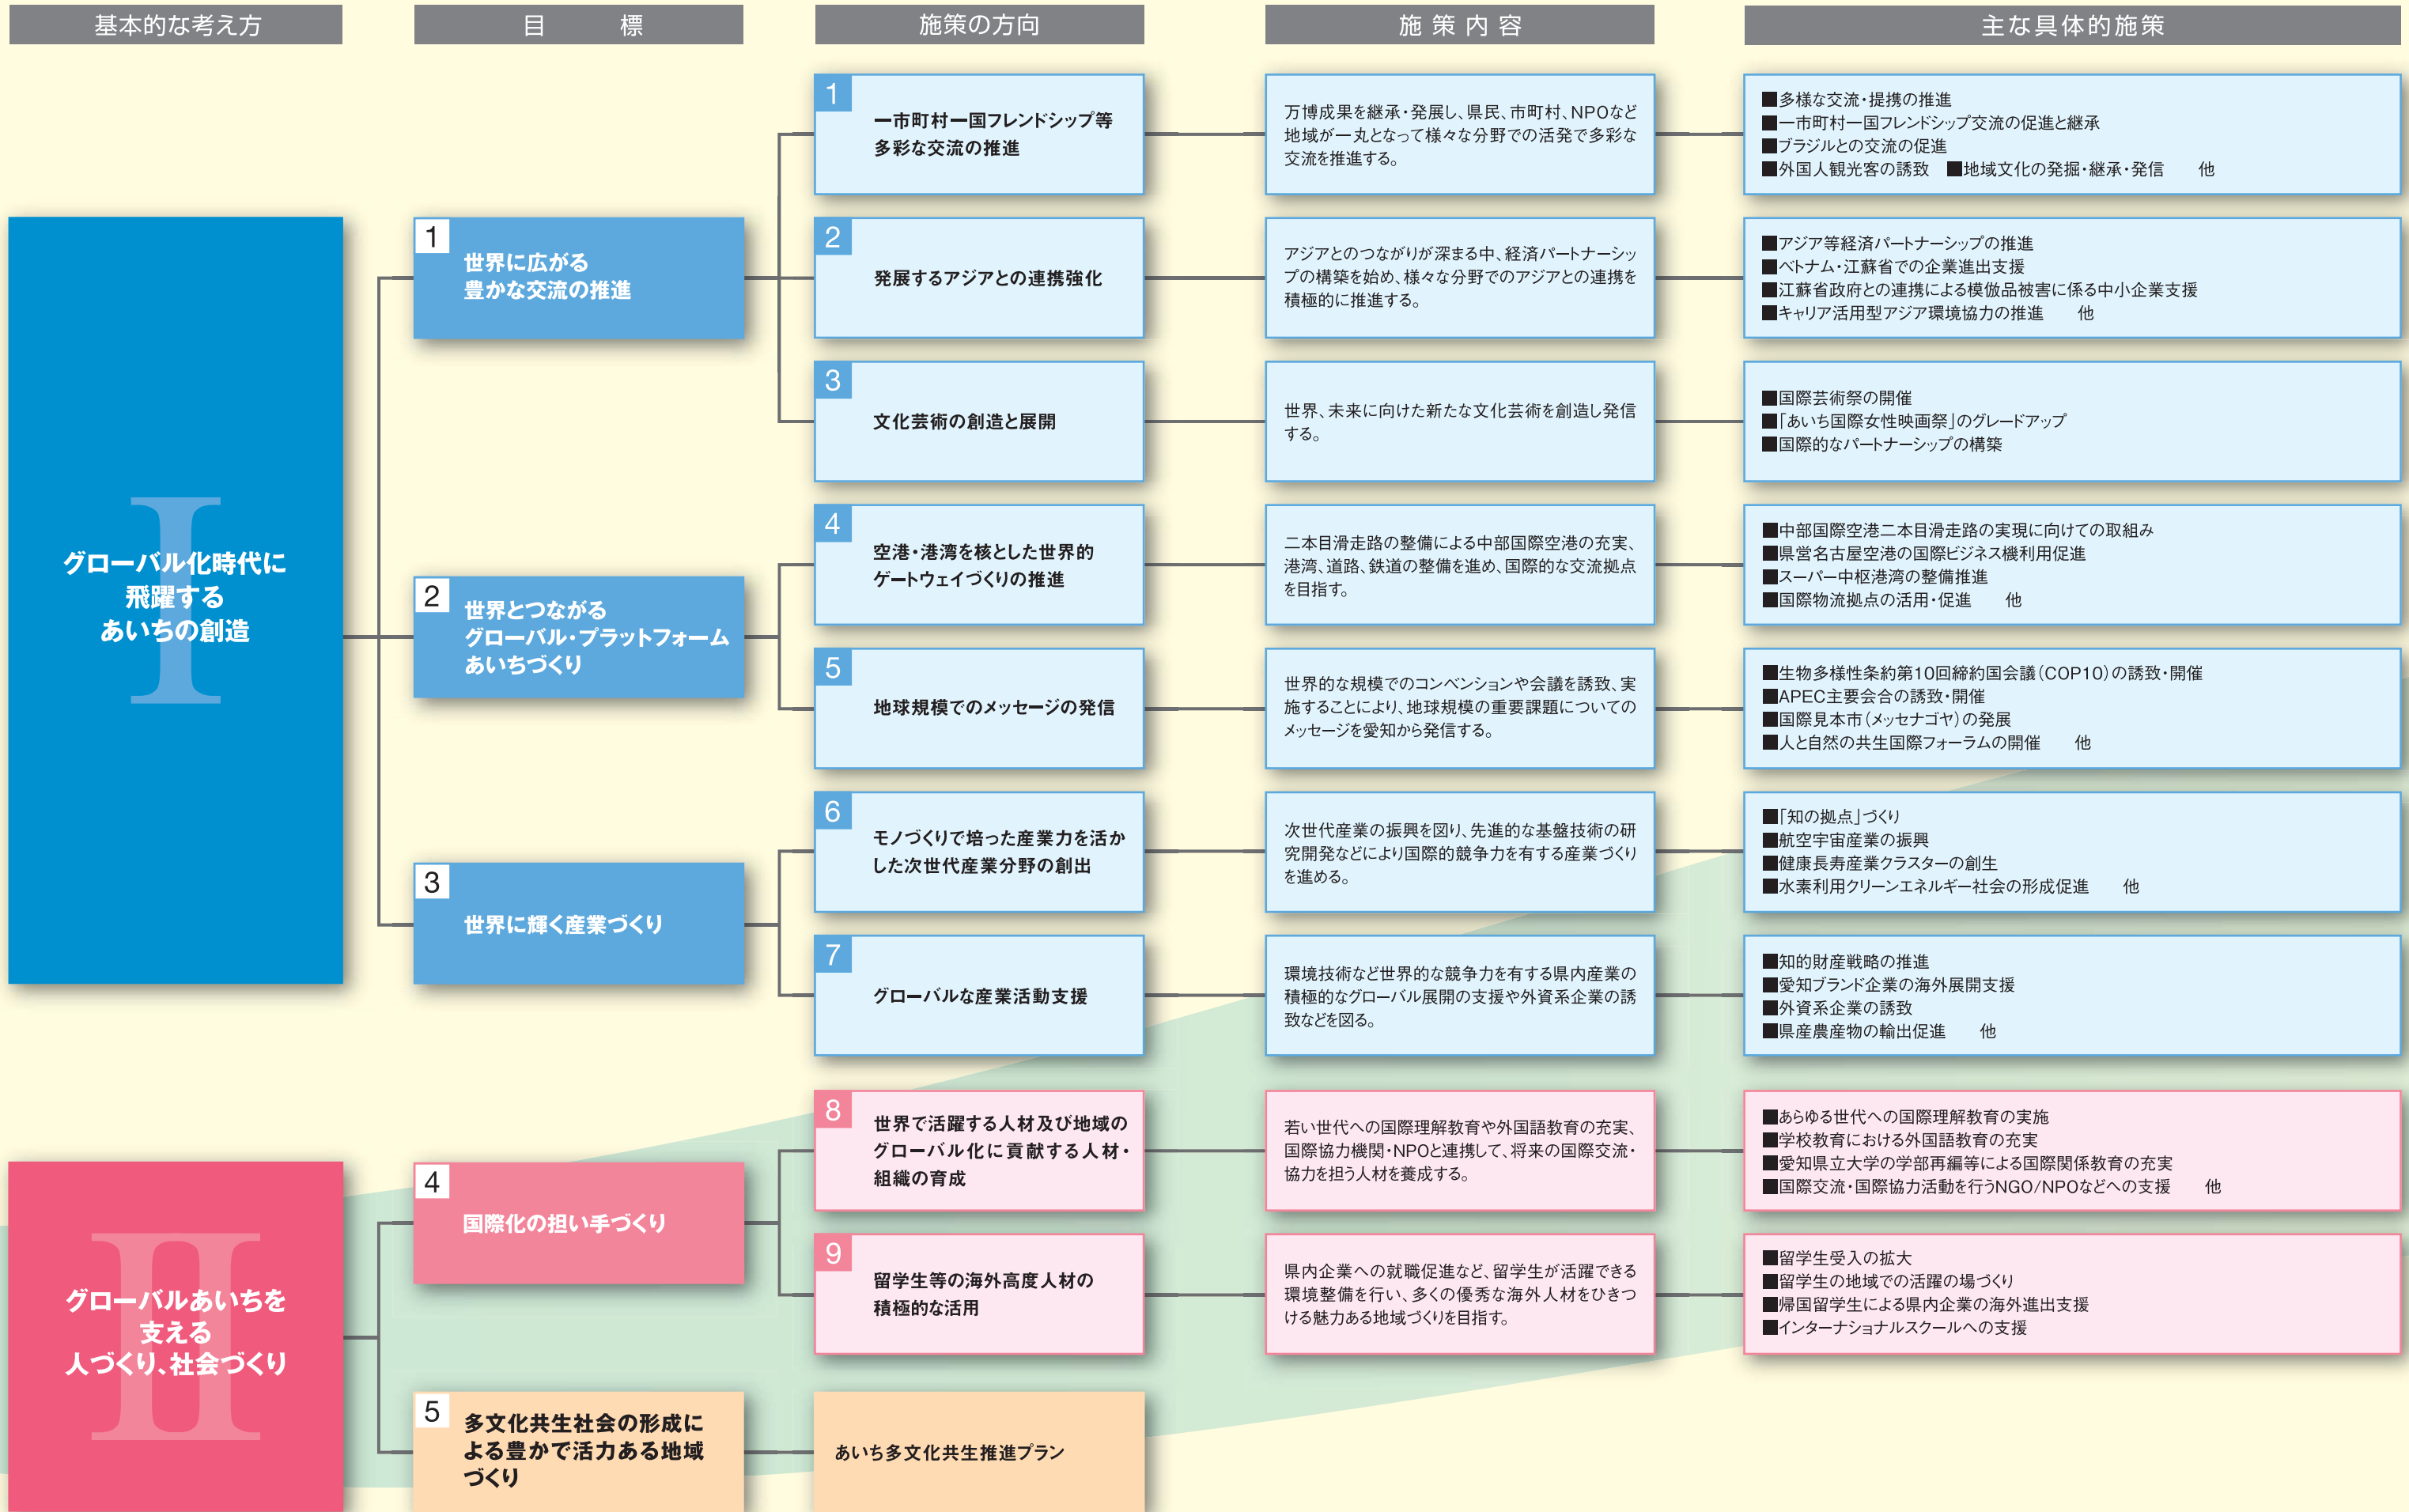 基本的な考え方
目　標
施策の方向
施策内容
主な具体的施策
I
グローバル化時代に
飛躍する
あいちの創造
1
世界に広がる
豊かな交流の推進
1
一市町村一国フレンドシップ等
多彩な交流の推進
万博成果を継承・発展し、県民、市町村、NPOなど
地域が一丸となって様々な分野での活発で多彩な
交流を推進する。
■多様な交流・提携の推進
■一市町村一国フレンドシップ交流の促進と継承
■ブラジルとの交流の促進
■外国人観光客の誘致　■地域文化の発掘・継承・発信　　他
2
発展するアジアとの連携強化
アジアとのつながりが深まる中、経済パートナーシッ
プの構築を始め、様々な分野でのアジアとの連携を
積極的に推進する。
■アジア等経済パートナーシップの推進
■ベトナム・江蘇省での企業進出支援
■江蘇省政府との連携による模倣品被害に係る中小企業支援
■キャリア活用型アジア環境協力の推進　　他
3
文化芸術の創造と展開
世界、未来に向けた新たな文化芸術を創造し発信
する。
■国際芸術祭の開催
■「あいち国際女性映画祭」のグレードアップ
■国際的なパートナーシップの構築
2
世界とつながる
グローバル・プラットフォーム
あいちづくり
4
空港・港湾を核とした世界的
ゲートウェイづくりの推進
二本目滑走路の整備による中部国際空港の充実、
港湾、道路、鉄道の整備を進め、国際的な交流拠点
を目指す。
■中部国際空港二本目滑走路の実現に向けての取組み
■県営名古屋空港の国際ビジネス機利用促進
■スーパー中枢港湾の整備推進
■国際物流拠点の活用・促進　　他
5
地球規模でのメッセージの発信
世界的な規模でのコンベンションや会議を誘致、実
施することにより、地球規模の重要課題についての
メッセージを愛知から発信する。
■生物多様性条約第10回締約国会議（COP10）の誘致・開催
■APEC主要会合の誘致・開催
■国際見本市（メッセナゴヤ）の発展
■人と自然の共生国際フォーラムの開催　　他
3
世界に輝く産業づくり
6
モノづくりで培った産業力を活か
した次世代産業分野の創出
次世代産業の振興を図り、先進的な基盤技術の研
究開発などにより国際的競争力を有する産業づくり
を進める。
■「知の拠点」づくり
■航空宇宙産業の振興
■健康長寿産業クラスターの創生
■水素利用クリーンエネルギー社会の形成促進　　他
7
グローバルな産業活動支援
環境技術など世界的な競争力を有する県内産業の
積極的なグローバル展開の支援や外資系企業の誘
致などを図る。
■知的財産戦略の推進
■愛知ブランド企業の海外展開支援
■外資系企業の誘致
■県産農産物の輸出促進　　他
II
グローバルあいちを
支える
人づくり、社会づくり
4
国際化の担い手づくり
8
世界で活躍する人材及び地域の
グローバル化に貢献する人材・
組織の育成
若い世代への国際理解教育や外国語教育の充実、
国際協力機関・NPOと連携して、将来の国際交流・
協力を担う人材を養成する。
■あらゆる世代への国際理解教育の実施
■学校教育における外国語教育の充実
■愛知県立大学の学部再編等による国際関係教育の充実
■国際交流・国際協力活動を行うNGO/NPOなどへの支援　　他
9
留学生等の海外高度人材の
積極的な活用
県内企業への就職促進など、留学生が活躍できる
環境整備を行い、多くの優秀な海外人材をひきつ
ける魅力ある地域づくりを目指す。
■留学生受入の拡大
■留学生の地域での活躍の場づくり
■帰国留学生による県内企業の海外進出支援
■インターナショナルスクールへの支援
5
多文化共生社会の形成に
よる豊かで活力ある地域
づくり
あいち多文化共生推進プラン